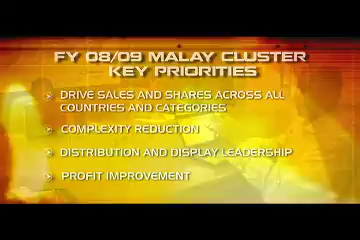 FY 08/09 MALAY CLUSTER
KEY PRIORITIES
DRIVE SALES AND SHARES ACROSS ALL
COUNTRIES AND CATEGORIES
COMPLEXITY REDUCTION
DISTRIBUTION AND DISPLAY LEADERSHIP
PROFIT IMPROVEMENT